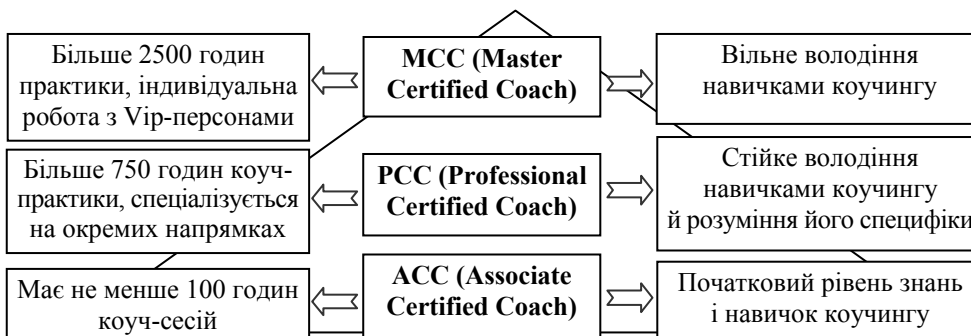 Більше 2500 годин
практики, індивідуальна
робота з Vip-персонами
MCC (Master
Certified Coach)
Вільне володіння
навичками коучингу
Більше 750 годин коуч-
практики, спеціалізується
на окремих напрямках
PCC (Professional
Certified Coach)
Стійке володіння
навичками коучингу
й розуміння його специфіки
Має не менше 100 годин
коуч-сесій
ACC (Associate
Certified Coach)
Початковий рівень знань
і навичок коучингу